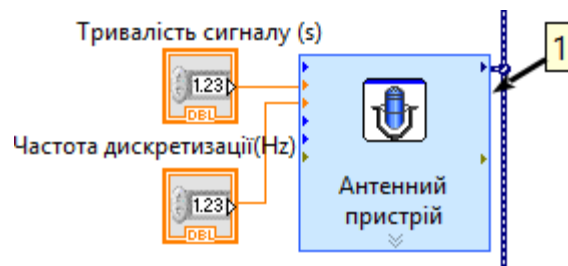 Тривалість сигналу (s)
1
1.23
DBL
Частота дискретизації(Hz)
1.23
DBL
Антенний
пристрій